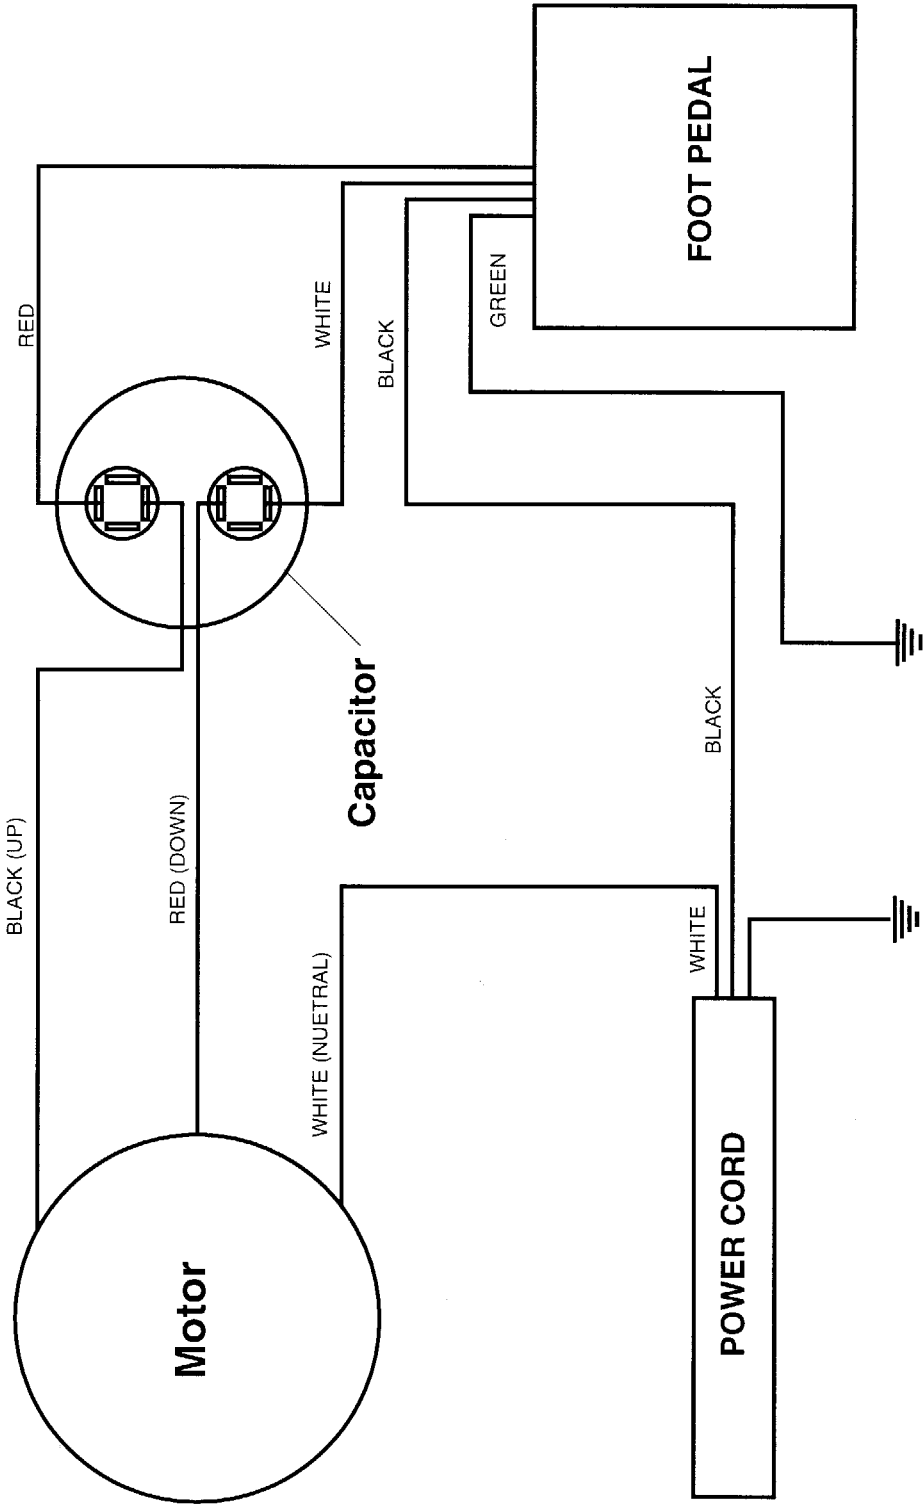 RED
WHITE
BLACK
GREEN
FOOT PEDAL
Capacitor
BLACK (UP)
RED (DOWN)
WHITE (NUETRAL)
BLACK
WHITE
Motor
POWER CORD